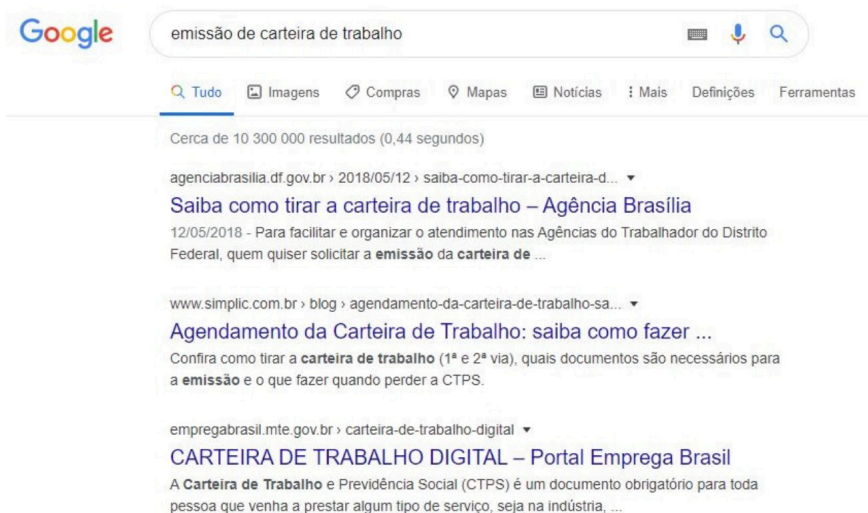 Google
emissão de carteira de trabalho
Tudo Imagens Compras Mapas Notícias Mais Definições Ferramentas
Cerca de 10 300 000 resultados (0,44 segundos)
agenciabrasilia.df.gov.br › 2018/05/12 › saiba-como-tirar-a-carteira-d...
Saiba como tirar a carteira de trabalho – Agência Brasília
12/05/2018 - Para facilitar e organizar o atendimento nas Agências do Trabalhador do Distrito
Federal, quem quiser solicitar a emissão da carteira de ...
www.simplic.com.br › blog › agendamento-da-carteira-de-trabalho-sa...
Agendamento da Carteira de Trabalho: saiba como fazer ...
Confira como tirar a carteira de trabalho (1ª e 2ª via), quais documentos são necessários para
a emissão e o que fazer quando perder a CTPS.
empregabrasil.mte.gov.br › carteira-de-trabalho-digital
CARTEIRA DE TRABALHO DIGITAL – Portal Emprega Brasil
A Carteira de Trabalho e Previdência Social (CTPS) é um documento obrigatório para toda
pessoa que venha a prestar algum tipo de serviço, seja na indústria, ...